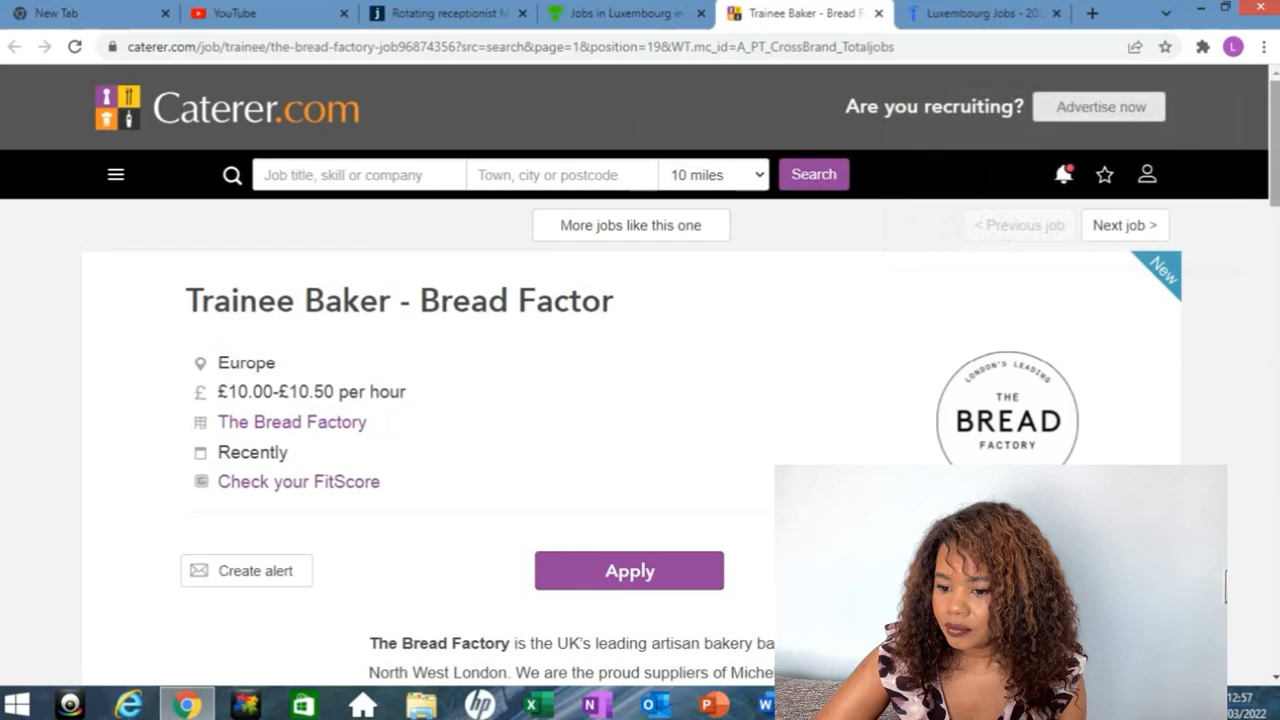 New Tab
YouTube
Rotating receptionist M
Jobs in Luxembourg in
Trainee Baker - Bread F
Luxembourg Jobs - 202
caterer.com/job/trainee/the-bread-factory-job96874356?src=search&page=1&position=19&WT.mc_id=A_PT_CrossBrand_Totaljobs
L
Caterer.com
Are you recruiting?
Advertise now
Job title, skill or company
Town, city or postcode
10 miles
Search
More jobs like this one
< Previous job
Next job >
New
Trainee Baker - Bread Factor
Europe
£10.00-£10.50 per hour
The Bread Factory
Recently
Check your FitScore
LONDON'S LEADING
THE
BREAD
FACTORY
Create alert
Apply
The Bread Factory is the UK's leading artisan bakery ba
North West London. We are the proud suppliers of Miche
12:57
03/2022